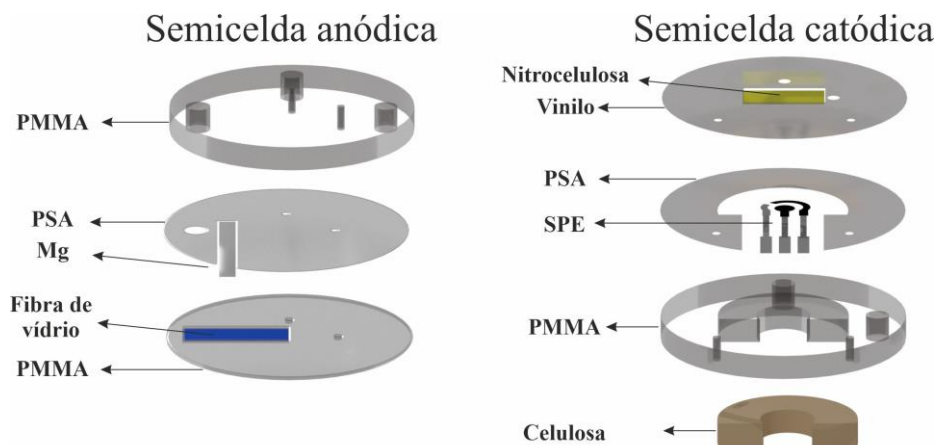 Semicelda anódica
PMMA
PSA
Mg
Fibra de
vídrio
PMMA
Semicelda catódica
Nitrocelulosa
Vinilo
PSA
SPE
PMMA
Celulosa